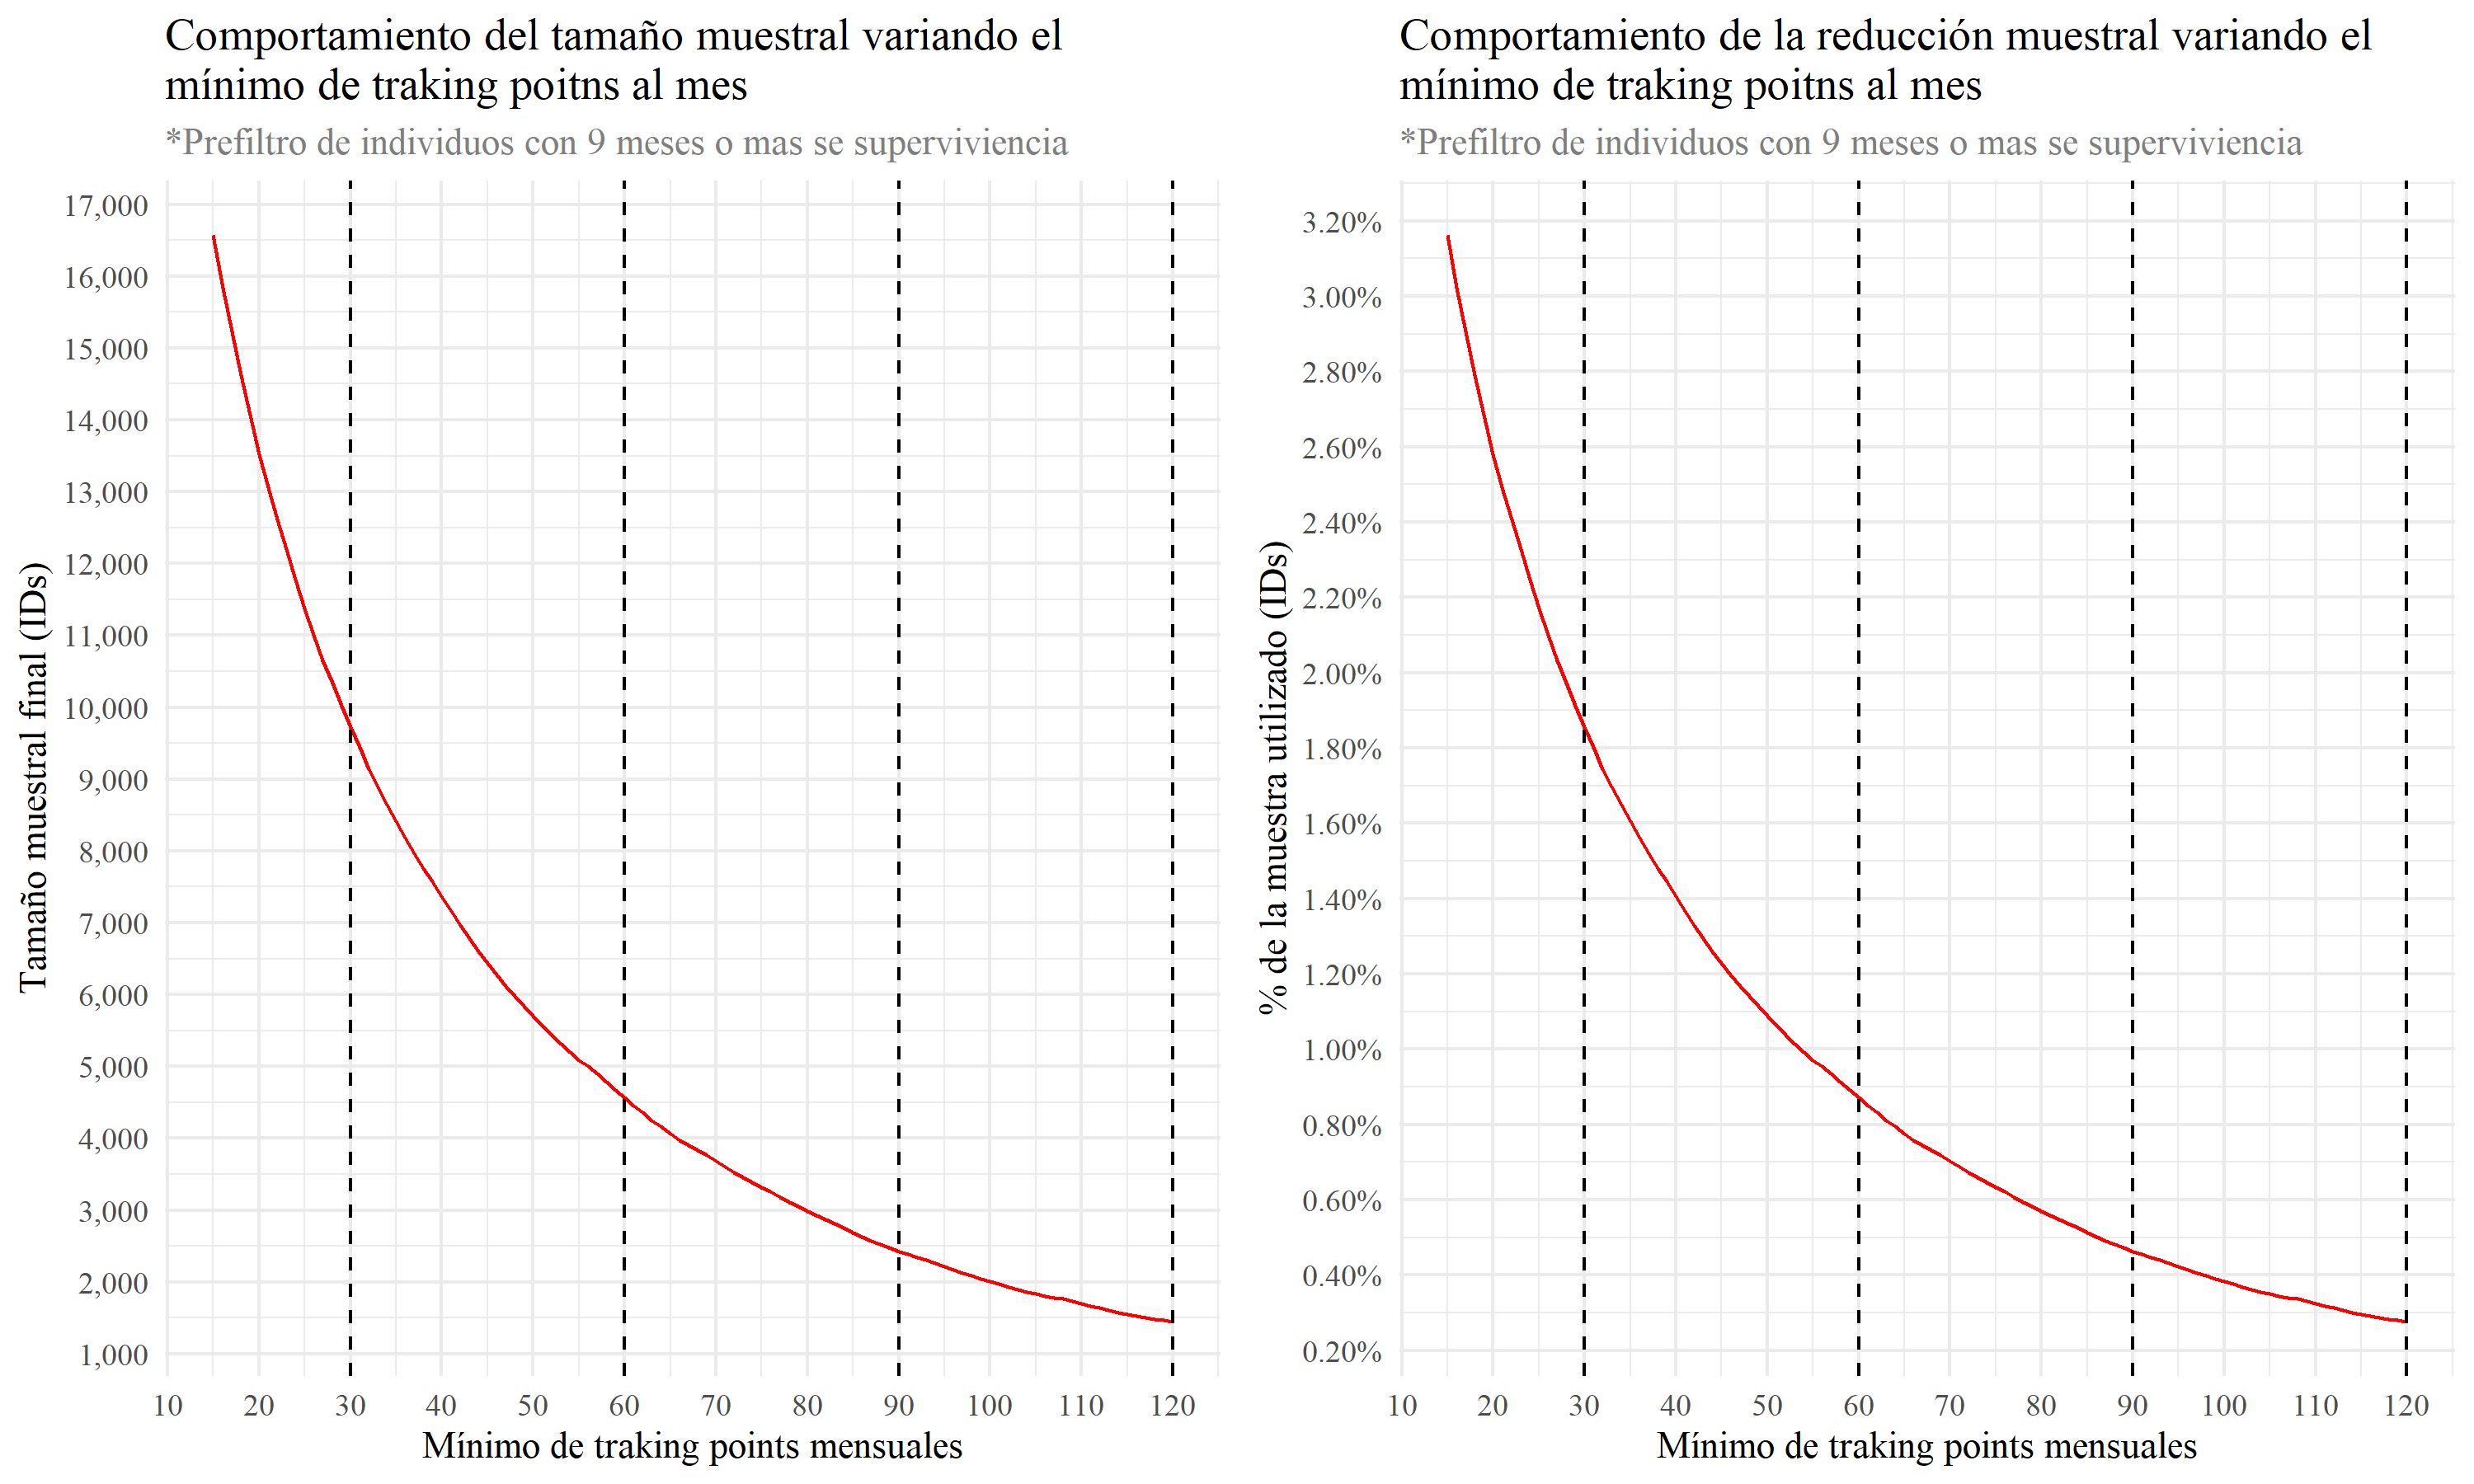 Comportamiento del tamaño muestral variando el
mínimo de traking poitns al mes
*Prefiltro de individuos con 9 meses o mas se superviviencia
Tamaño muestral final (IDs)
17,000
16,000
15,000
14,000
13,000
12,000
11,000
10,000
9,000
8,000
7,000
6,000
5,000
4,000
3,000
2,000
1,000
10 20 30 40 50 60 70 80 90 100 110 120
Mínimo de traking points mensuales
Comportamiento de la reducción muestral variando el
mínimo de traking poitns al mes
*Prefiltro de individuos con 9 meses o mas se superviviencia
% de la muestra utilizado (IDs)
3.20%
3.00%
2.80%
2.60%
2.40%
2.20%
2.00%
1.80%
1.60%
1.40%
1.20%
1.00%
0.80%
0.60%
0.40%
0.20%
10 20 30 40 50 60 70 80 90 100 110 120
Mínimo de traking points mensuales